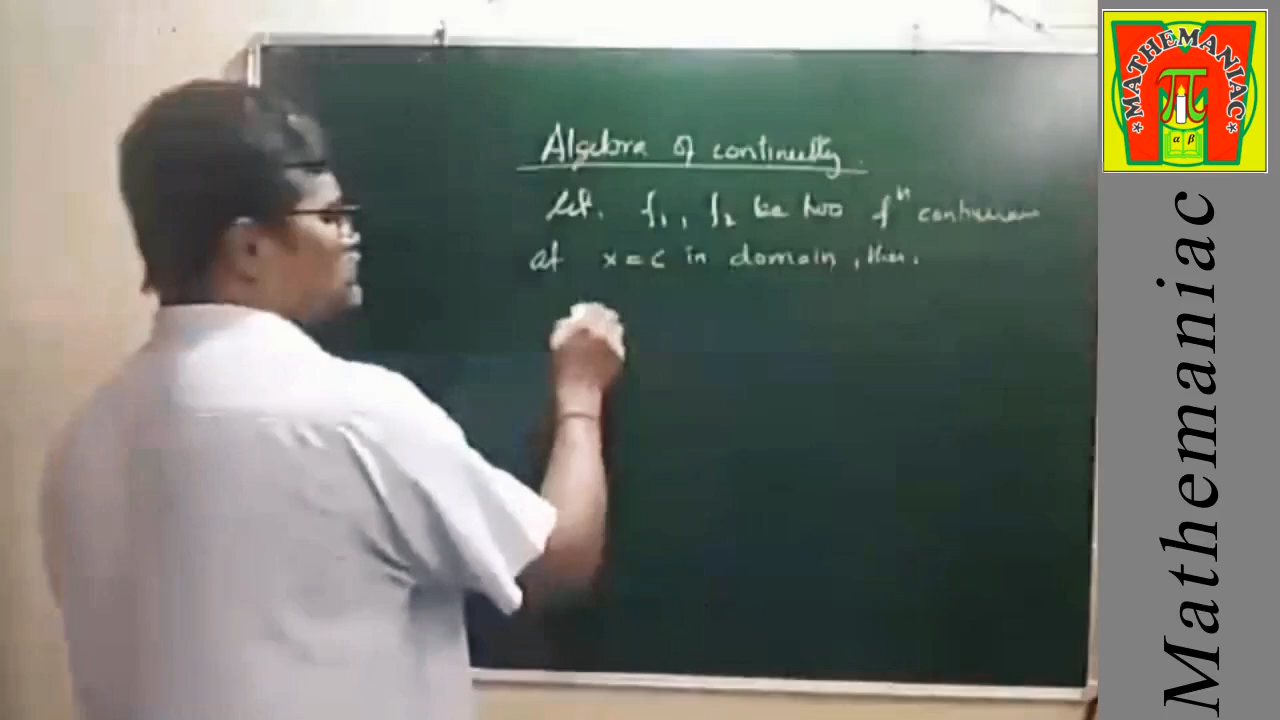 Algebra of continuity.
Let. f₁, f₂ be two fⁿ continuous
at x = c in domain, then.
*MATHEMANIAC*
π
α β
Mathemaniac